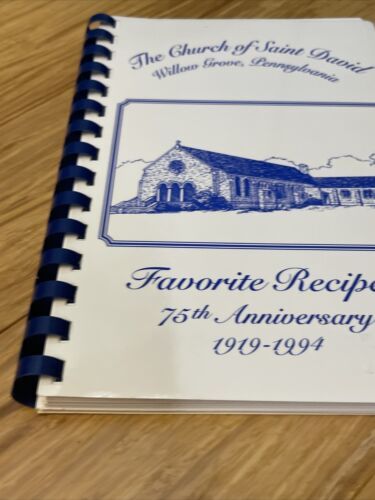 The Church of Saint David
Willow Grove, Pennsylvania
Favorite Recipe
75th Anniversary
1919-1994